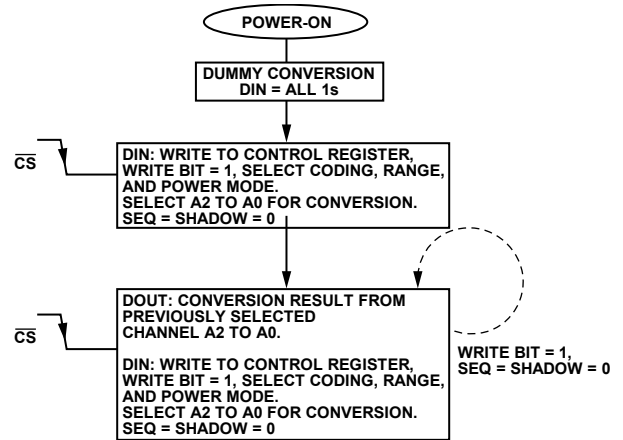 POWER-ON
DUMMY CONVERSION
DIN = ALL 1s
CS
DIN: WRITE TO CONTROL REGISTER,
WRITE BIT = 1, SELECT CODING, RANGE,
AND POWER MODE.
SELECT A2 TO A0 FOR CONVERSION.
SEQ = SHADOW = 0
CS
DOUT: CONVERSION RESULT FROM
PREVIOUSLY SELECTED
CHANNEL A2 TO A0.
DIN: WRITE TO CONTROL REGISTER,
WRITE BIT = 1, SELECT CODING, RANGE,
AND POWER MODE.
SELECT A2 TO A0 FOR CONVERSION.
SEQ = SHADOW = 0
WRITE BIT = 1,
SEQ = SHADOW = 0